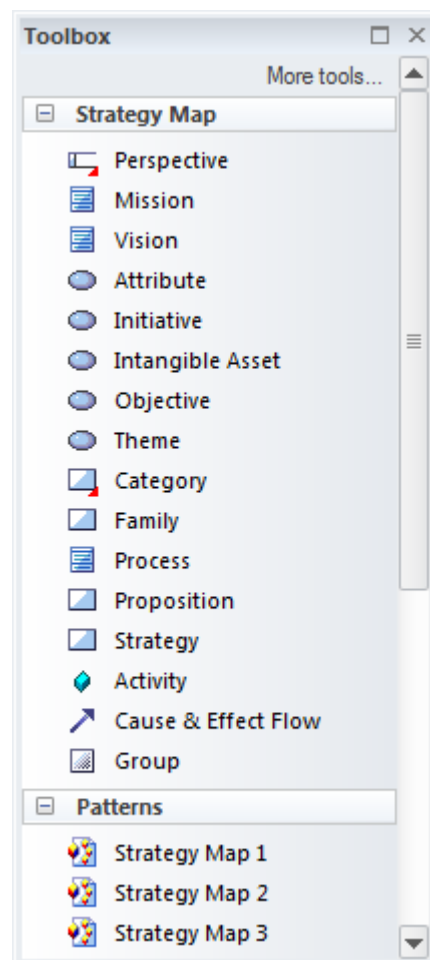 Toolbox
More tools...
Strategy Map
Perspective
Mission
Vision
Attribute
Initiative
Intangible Asset
Objective
Theme
Category
Family
Process
Proposition
Strategy
Activity
Cause & Effect Flow
Group
Patterns
Strategy Map 1
Strategy Map 2
Strategy Map 3